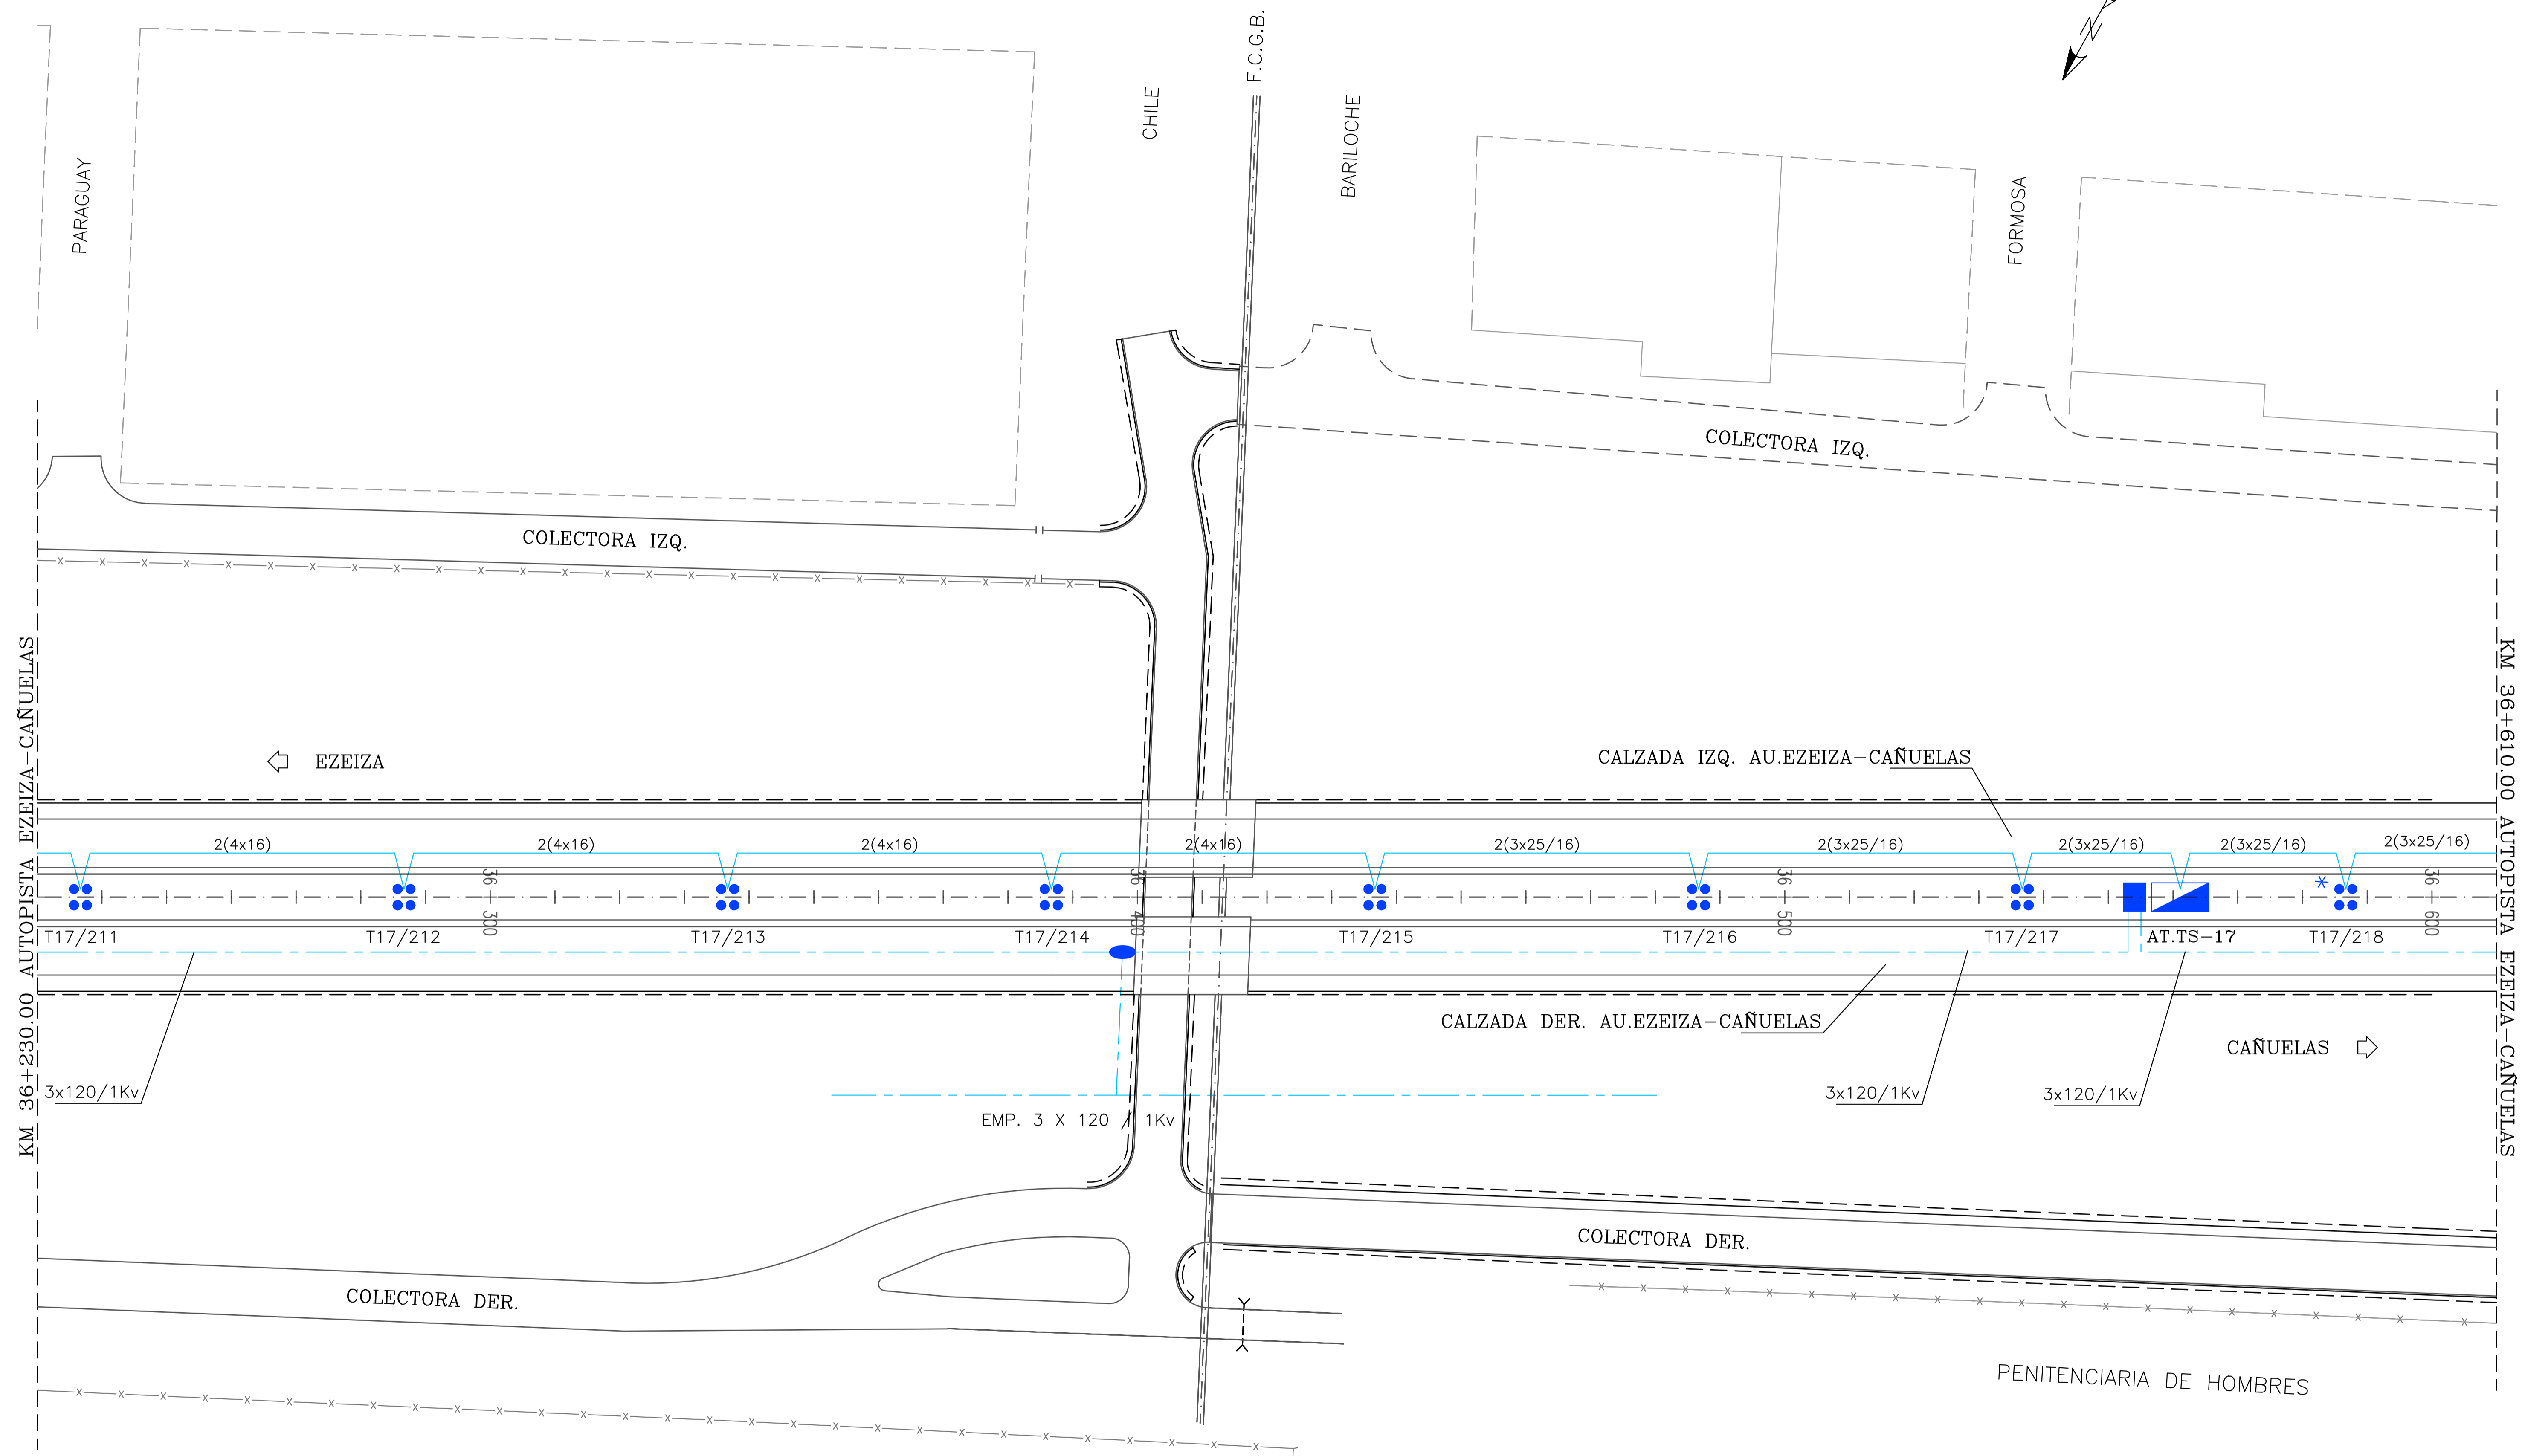 F.C.G.B.
N
CHILE
BARILOCHE
PARAGUAY
FORMOSA
COLECTORA IZQ.
COLECTORA IZQ.
KM 36+230.00 AUTOPISTA EZEIZA-CAÑUELAS
KM 36+610.00 AUTOPISTA EZEIZA-CAÑUELAS
EZEIZA
CALZADA IZQ. AU.EZEIZA-CAÑUELAS
2(4x16) 2(4x16) 2(4x16) 2(4x16) 2(3x25/16) 2(3x25/16) 2(3x25/16) 2(3x25/16) 2(3x25/16)
*
36 300
36 400
36 500
36 600
T17/211 T17/212 T17/213 T17/214 T17/215 T17/216 T17/217 AT.TS-17 T17/218
CALZADA DER. AU.EZEIZA-CAÑUELAS
CAÑUELAS
3x120/1Kv
3x120/1Kv
3x120/1Kv
EMP. 3 X 120 / 1Kv
COLECTORA DER.
COLECTORA DER.
PENITENCIARIA DE HOMBRES